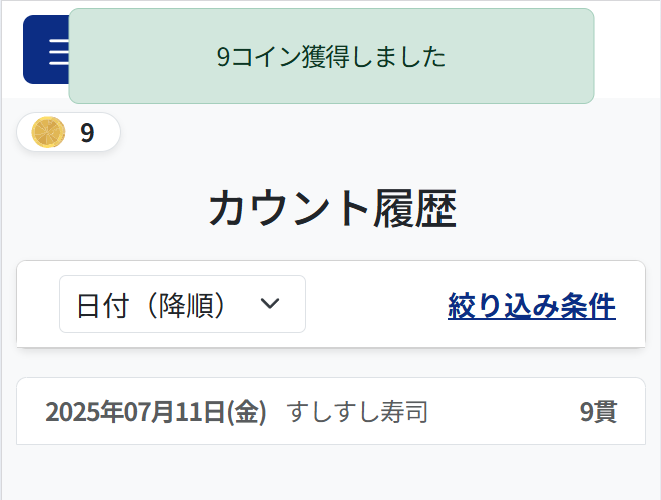 9コイン獲得しました
9
カウント履歴
日付（降順）
絞り込み条件
2025年07月11日(金) すしすし寿司 9貫